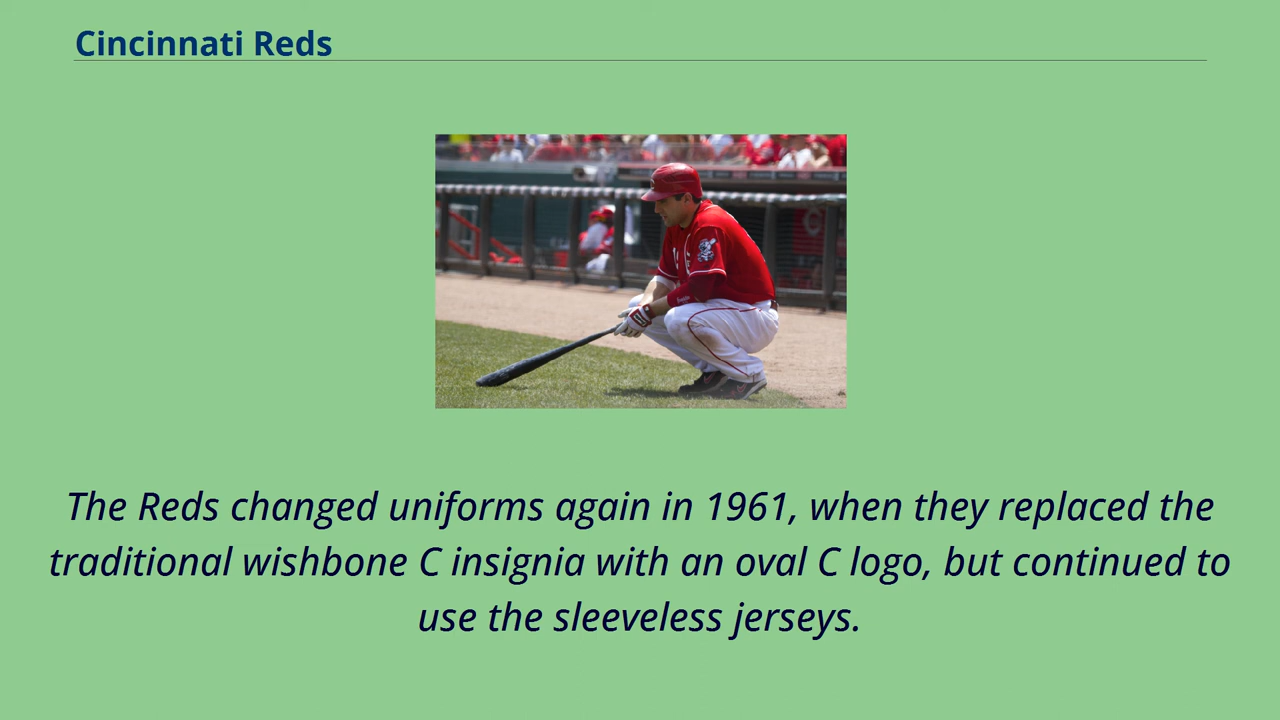 Cincinnati Reds
The Reds changed uniforms again in 1961, when they replaced the
traditional wishbone C insignia with an oval C logo, but continued to
use the sleeveless jerseys.